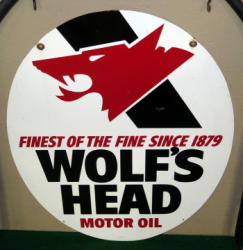 FINEST OF THE FINE SINCE 1879
WOLF'S
HEAD
MOTOR OIL